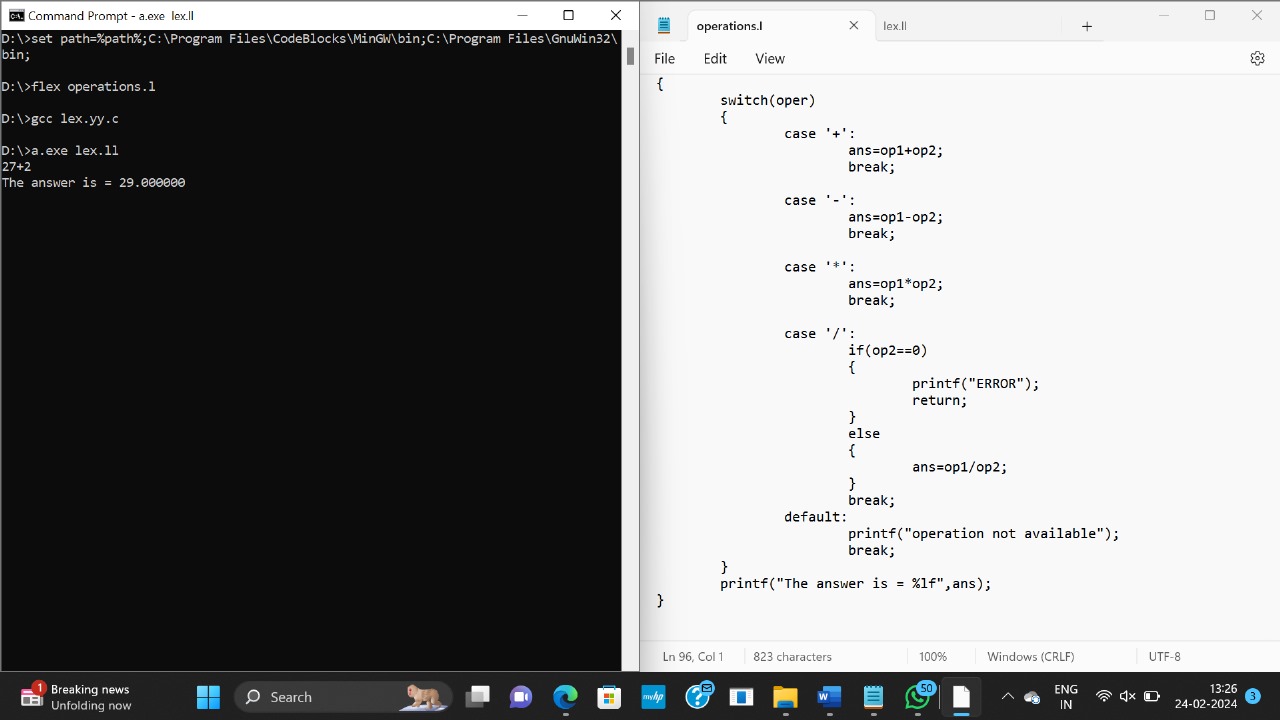 Command Prompt - a.exe lex.ll
D:\>set path=%path%;C:\Program Files\CodeBlocks\MinGW\bin;C:\Program Files\GnuWin32\
bin;
D:\>flex operations.l
D:\>gcc lex.yy.c
D:\>a.exe lex.ll
27+2
The answer is = 29.000000
operations.l
lex.ll
File Edit View
{
switch(oper)
{
case '+':
ans=op1+op2;
break;
case '-':
ans=op1-op2;
break;
case '*':
ans=op1*op2;
break;
case '/':
if(op2==0)
{
printf("ERROR");
return;
}
else
{
ans=op1/op2;
}
break;
default:
printf("operation not available");
break;
}
printf("The answer is = %lf",ans);
}
Ln 96, Col 1 823 characters 100% Windows (CRLF) UTF-8
1
Breaking news
Unfolding now
Search
myhp
50
ENG
IN
13:26
24-02-2024
3